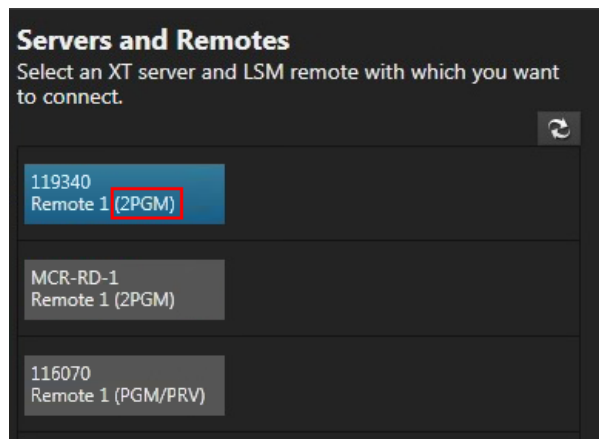 Servers and Remotes
Select an XT server and LSM remote with which you want
to connect.
119340
Remote 1 (2PGM)
MCR-RD-1
Remote 1 (2PGM)
116070
Remote 1 (PGM/PRV)